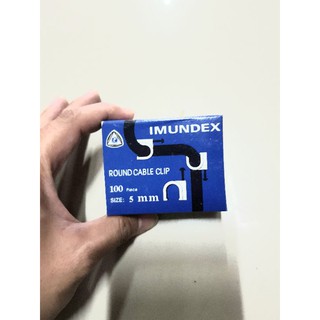 IMUNDEX
ROUND CABLE CLIP
100 Piece
SIZE: 5 mm